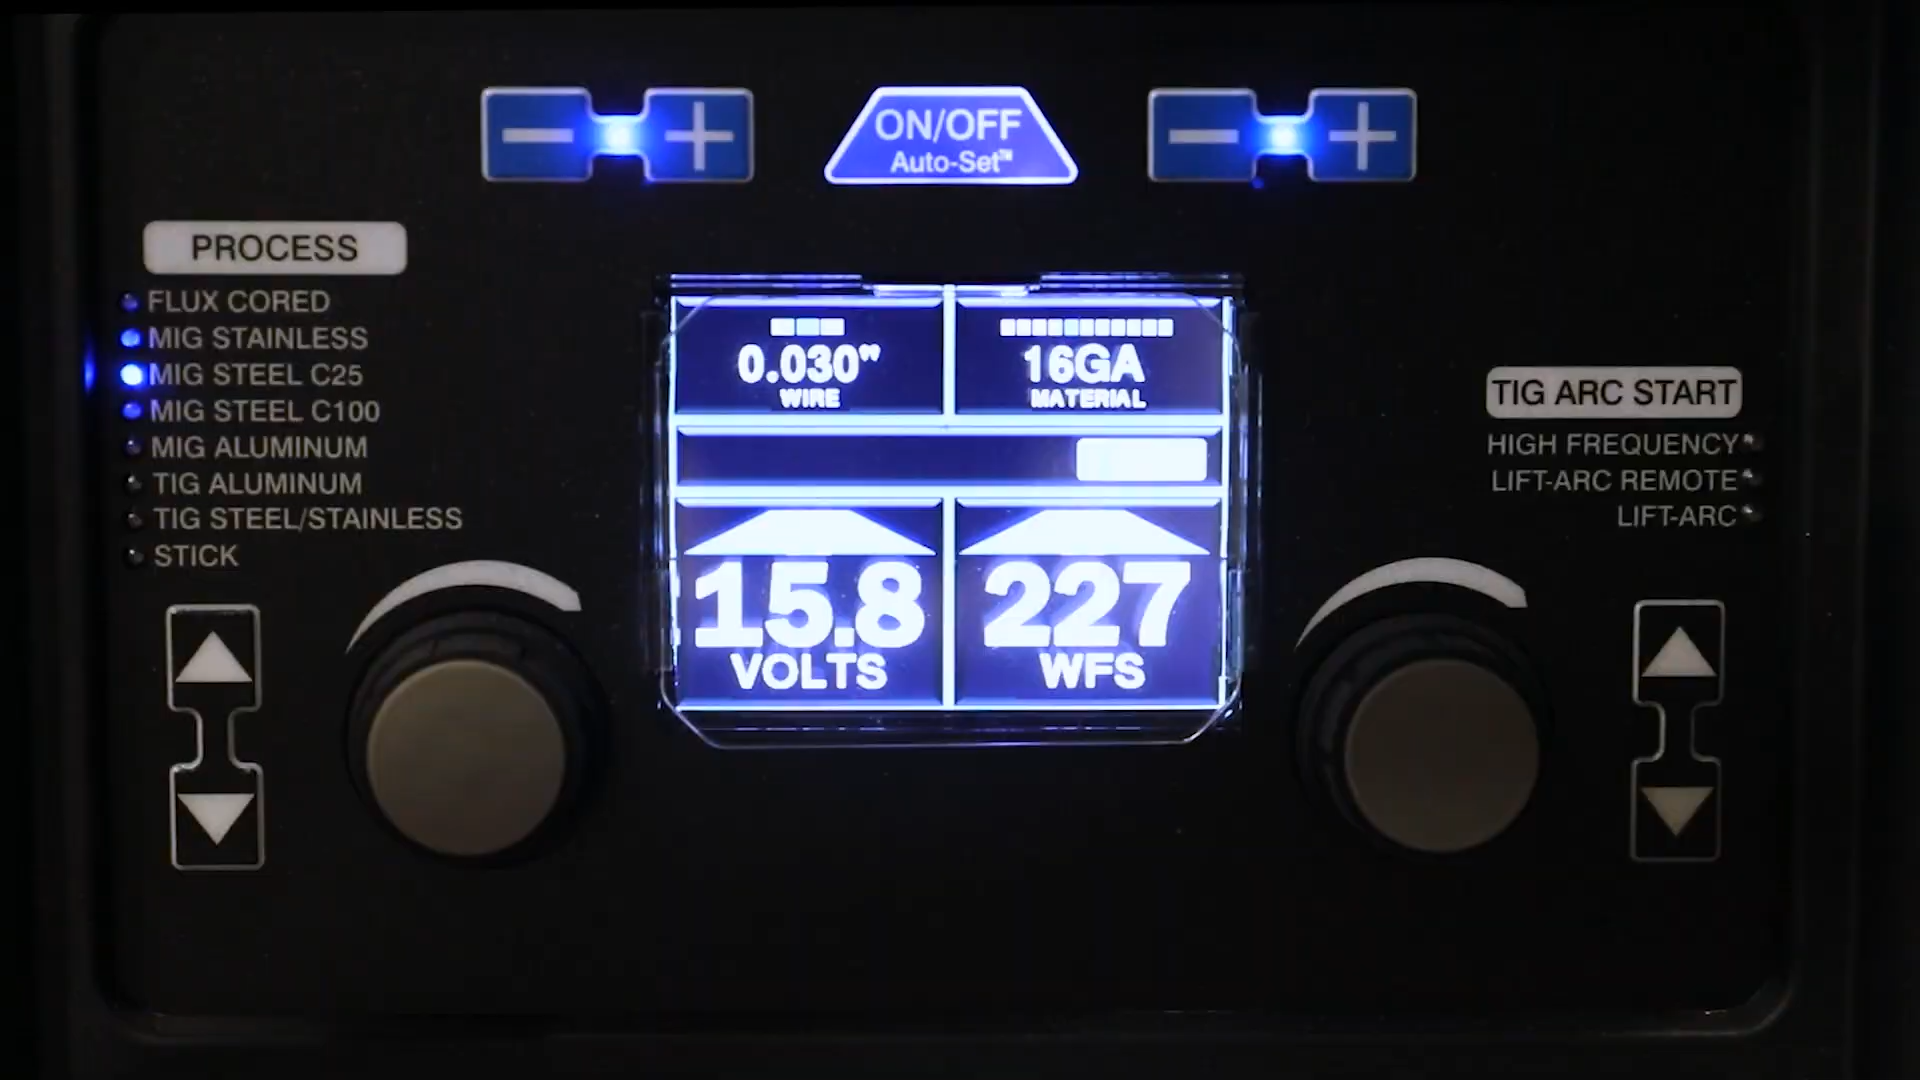 ON/OFF
Auto-Set™
PROCESS
FLUX CORED
MIG STAINLESS
MIG STEEL C25
MIG STEEL C100
MIG ALUMINUM
TIG ALUMINUM
TIG STEEL/STAINLESS
STICK
0.030"
WIRE
16GA
MATERIAL
15.8
VOLTS
227
WFS
TIG ARC START
HIGH FREQUENCY
LIFT-ARC REMOTE
LIFT-ARC